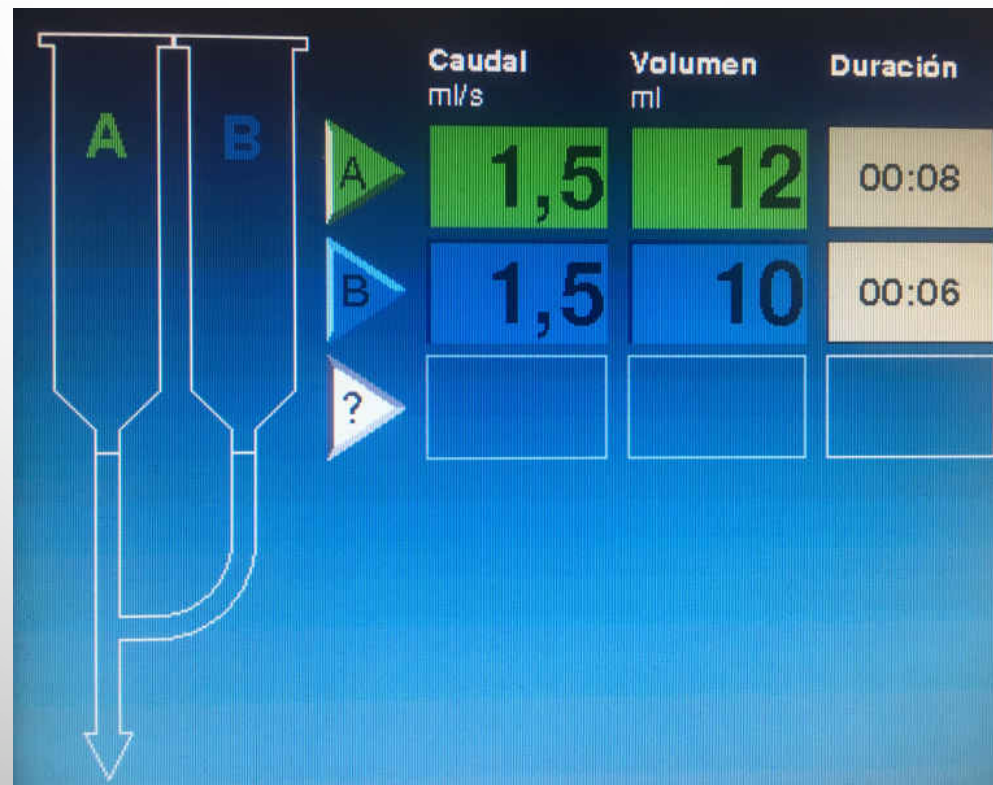 Caudal Volumen Duración
ml/s ml
A B
A 1,5 12 00:08
B 1,5 10 00:06
?